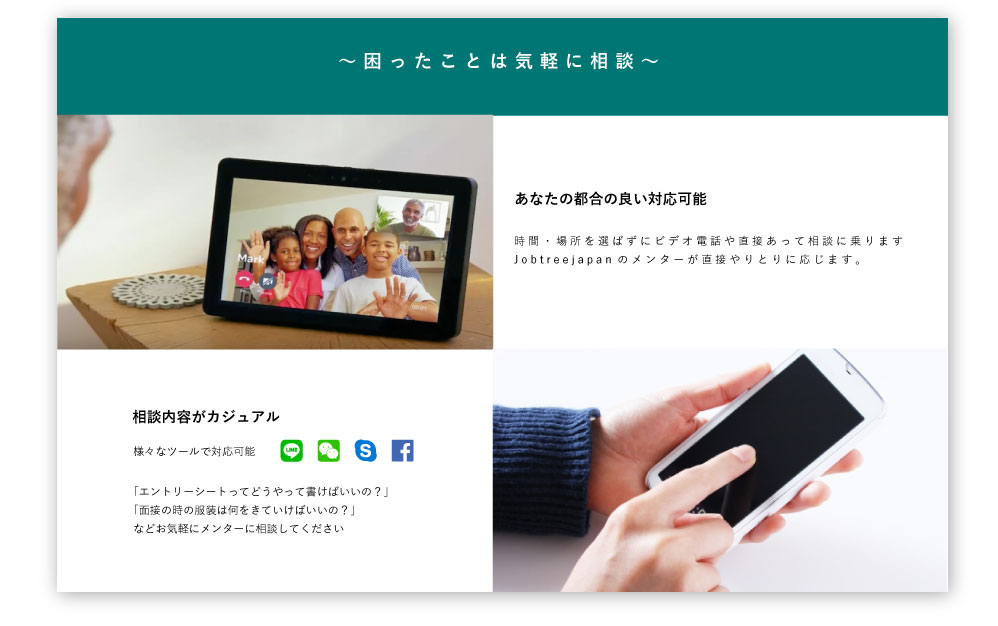 ～困ったことは気軽に相談～
Mark
あなたの都合の良い対応可能
時間・場所を選ばずにビデオ電話や直接あって相談に乗ります
Jobtreejapanのメンターが直接やりとりに応じます。
相談内容がカジュアル
様々なツールで対応可能
LINE
「エントリーシートってどうやって書けばいいの？」
「面接の時の服装は何をきていけばいいの？」
などお気軽にメンターに相談してください